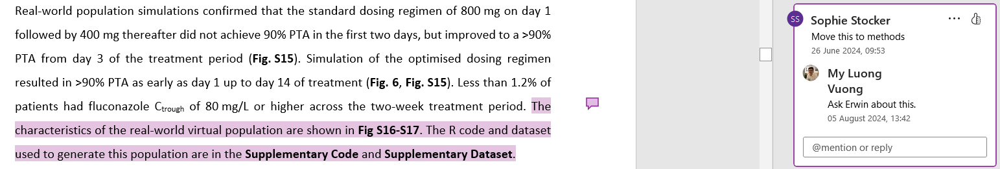 Real-world population simulations confirmed that the standard dosing regimen of 800 mg on day 1
followed by 400 mg thereafter did not achieve 90% PTA in the first two days, but improved to a >90%
PTA from day 3 of the treatment period (Fig. S15). Simulation of the optimised dosing regimen
resulted in >90% PTA as early as day 1 up to day 14 of treatment (Fig. 6, Fig. S15). Less than 1.2% of
patients had fluconazole Ctrough of 80 mg/L or higher across the two-week treatment period. The
characteristics of the real-world virtual population are shown in Fig S16-S17. The R code and dataset
used to generate this population are in the Supplementary Code and Supplementary Dataset.
SS
Sophie Stocker
Move this to methods
26 June 2024, 09:53
My Luong
Vuong
Ask Erwin about this.
05 August 2024, 13:42
@mention or reply